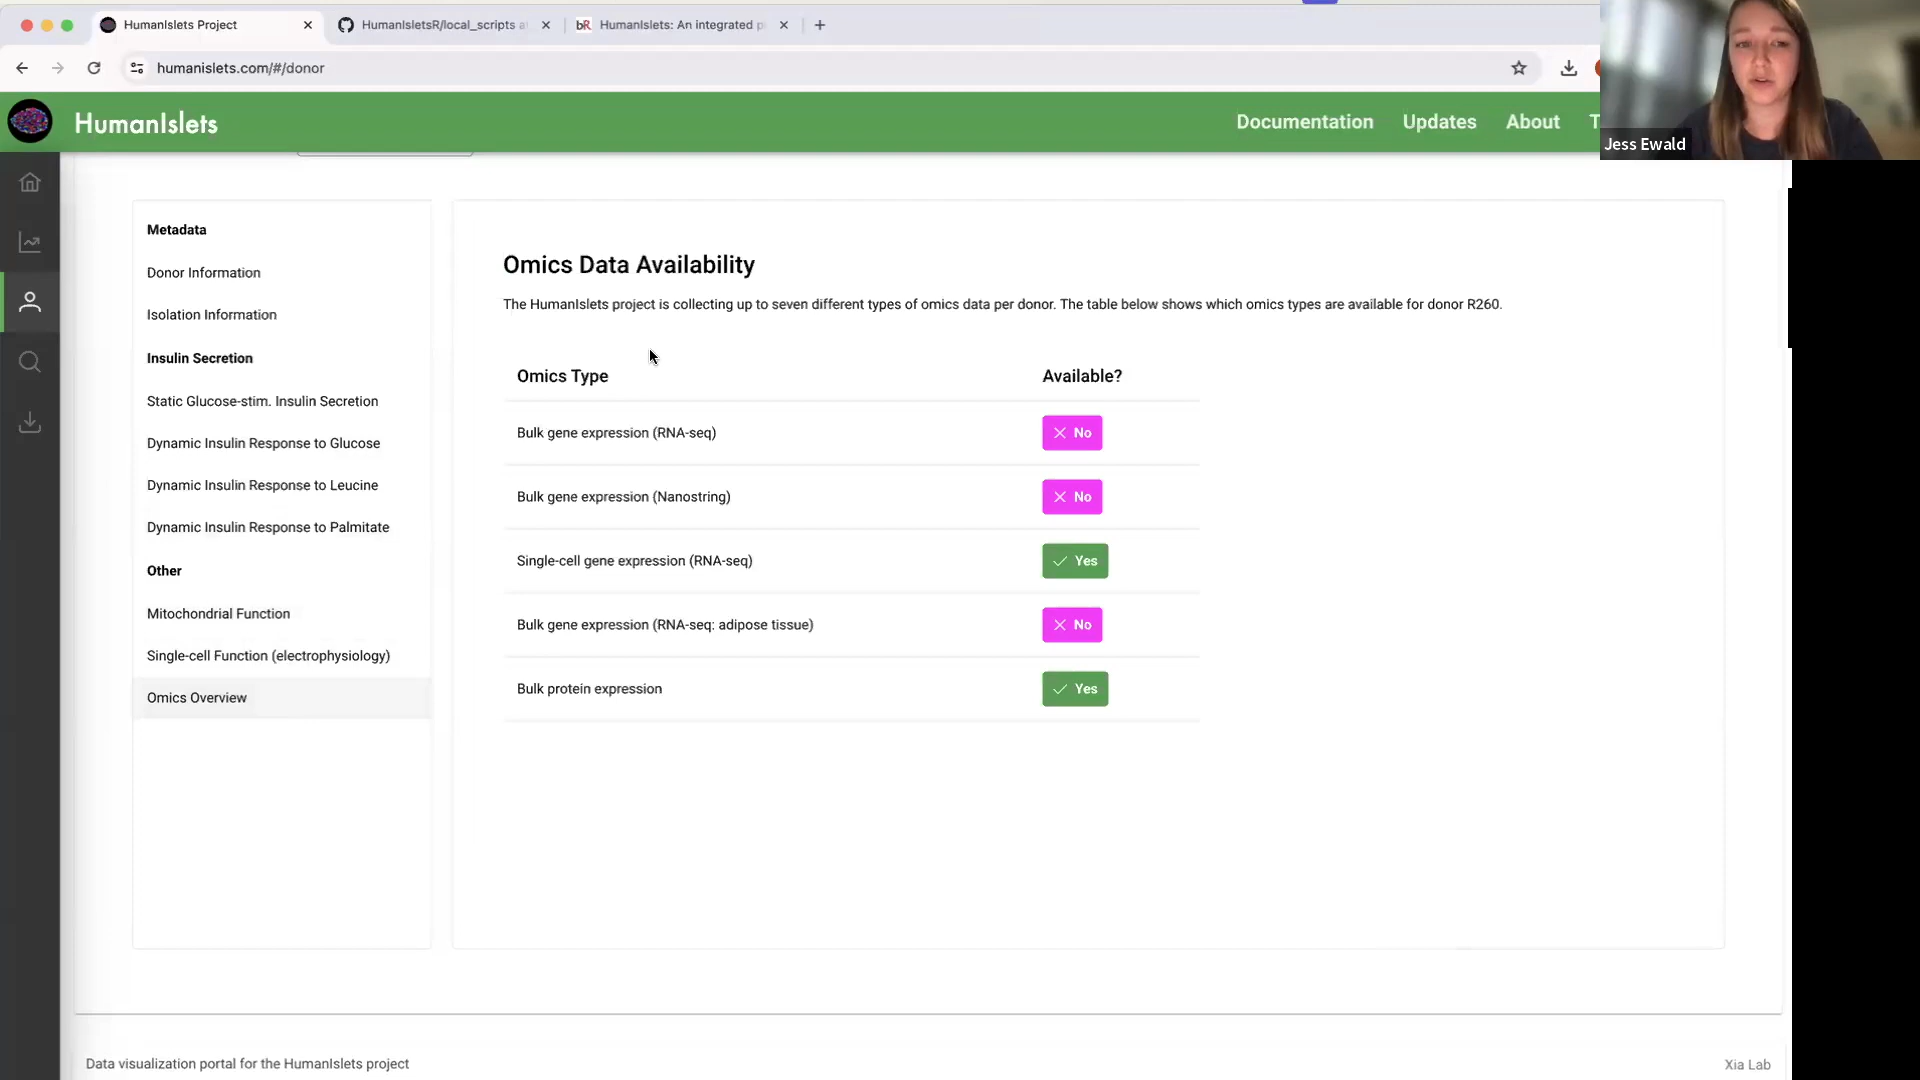 HumanIslets Project
HumanIsletsR/local_scripts a
bR HumanIslets: An integrated p
humanislets.com/#/donor
HumanIslets
Documentation
Updates
About
T
Jess Ewald
Metadata
Donor Information
Isolation Information
Insulin Secretion
Static Glucose-stim. Insulin Secretion
Dynamic Insulin Response to Glucose
Dynamic Insulin Response to Leucine
Dynamic Insulin Response to Palmitate
Other
Mitochondrial Function
Single-cell Function (electrophysiology)
Omics Overview
Omics Data Availability
The HumanIslets project is collecting up to seven different types of omics data per donor. The table below shows which omics types are available for donor R260.
Omics Type Available?
Bulk gene expression (RNA-seq) No
Bulk gene expression (Nanostring) No
Single-cell gene expression (RNA-seq) Yes
Bulk gene expression (RNA-seq: adipose tissue) No
Bulk protein expression Yes
Data visualization portal for the HumanIslets project
Xia Lab